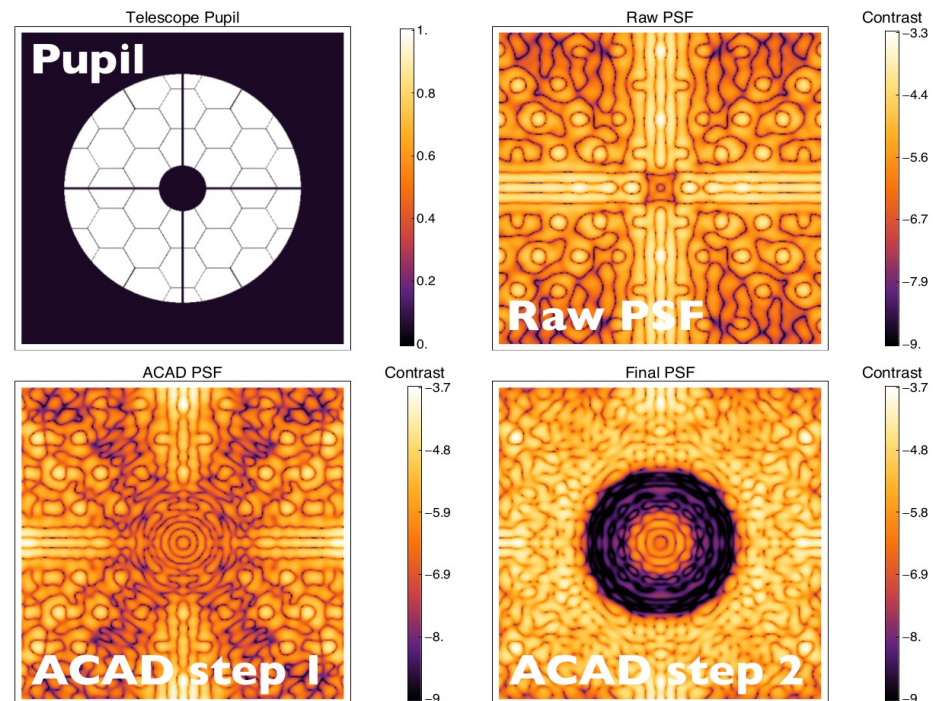 Telescope Pupil
Pupil
1.
0.8
0.6
0.4
0.2
0.
Raw PSF
Contrast
Raw PSF
-3.3
-4.4
-5.6
-6.7
-7.9
-9.
ACAD PSF
Contrast
ACAD step 1
-3.7
-4.8
-5.9
-6.9
-8.
-9
Final PSF
Contrast
ACAD step 2
-3.7
-4.8
-5.8
-6.9
-8.
-9